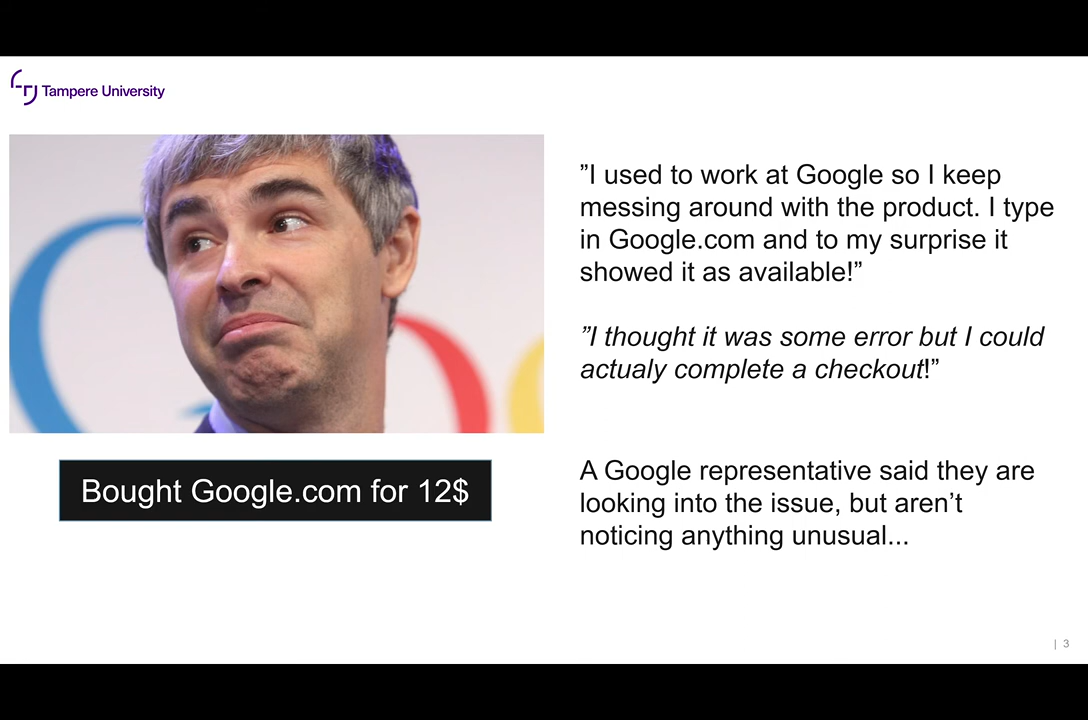 Tampere University
”I used to work at Google so I keep
messing around with the product. I type
in Google.com and to my surprise it
showed it as available!”
”I thought it was some error but I could
actualy complete a checkout!”
Bought Google.com for 12$
A Google representative said they are
looking into the issue, but aren’t
noticing anything unusual...
| 3